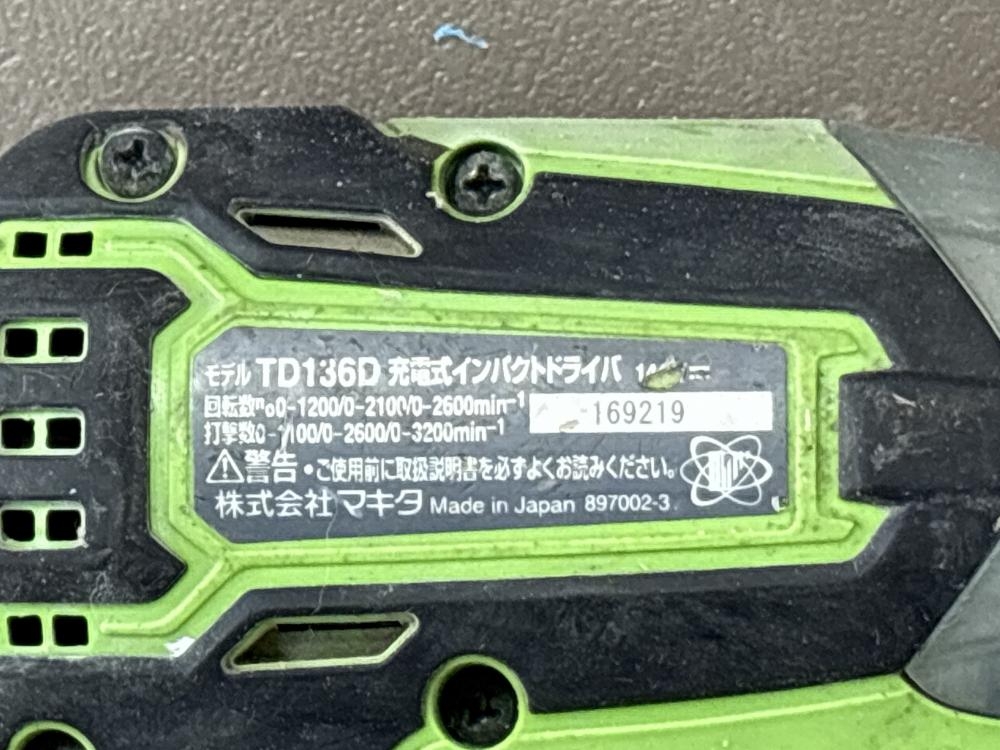 モデル TD136D 充電式インパクトドライバ
回転数 0-1200/0-2100/0-2600min⁻¹
-169219
打撃数 /0-2600/0-3200min⁻¹
⚠警告・ご使用前に取扱説明書を必ずよくお読みください。
株式会社 マキタ Made in Japan 897002-3